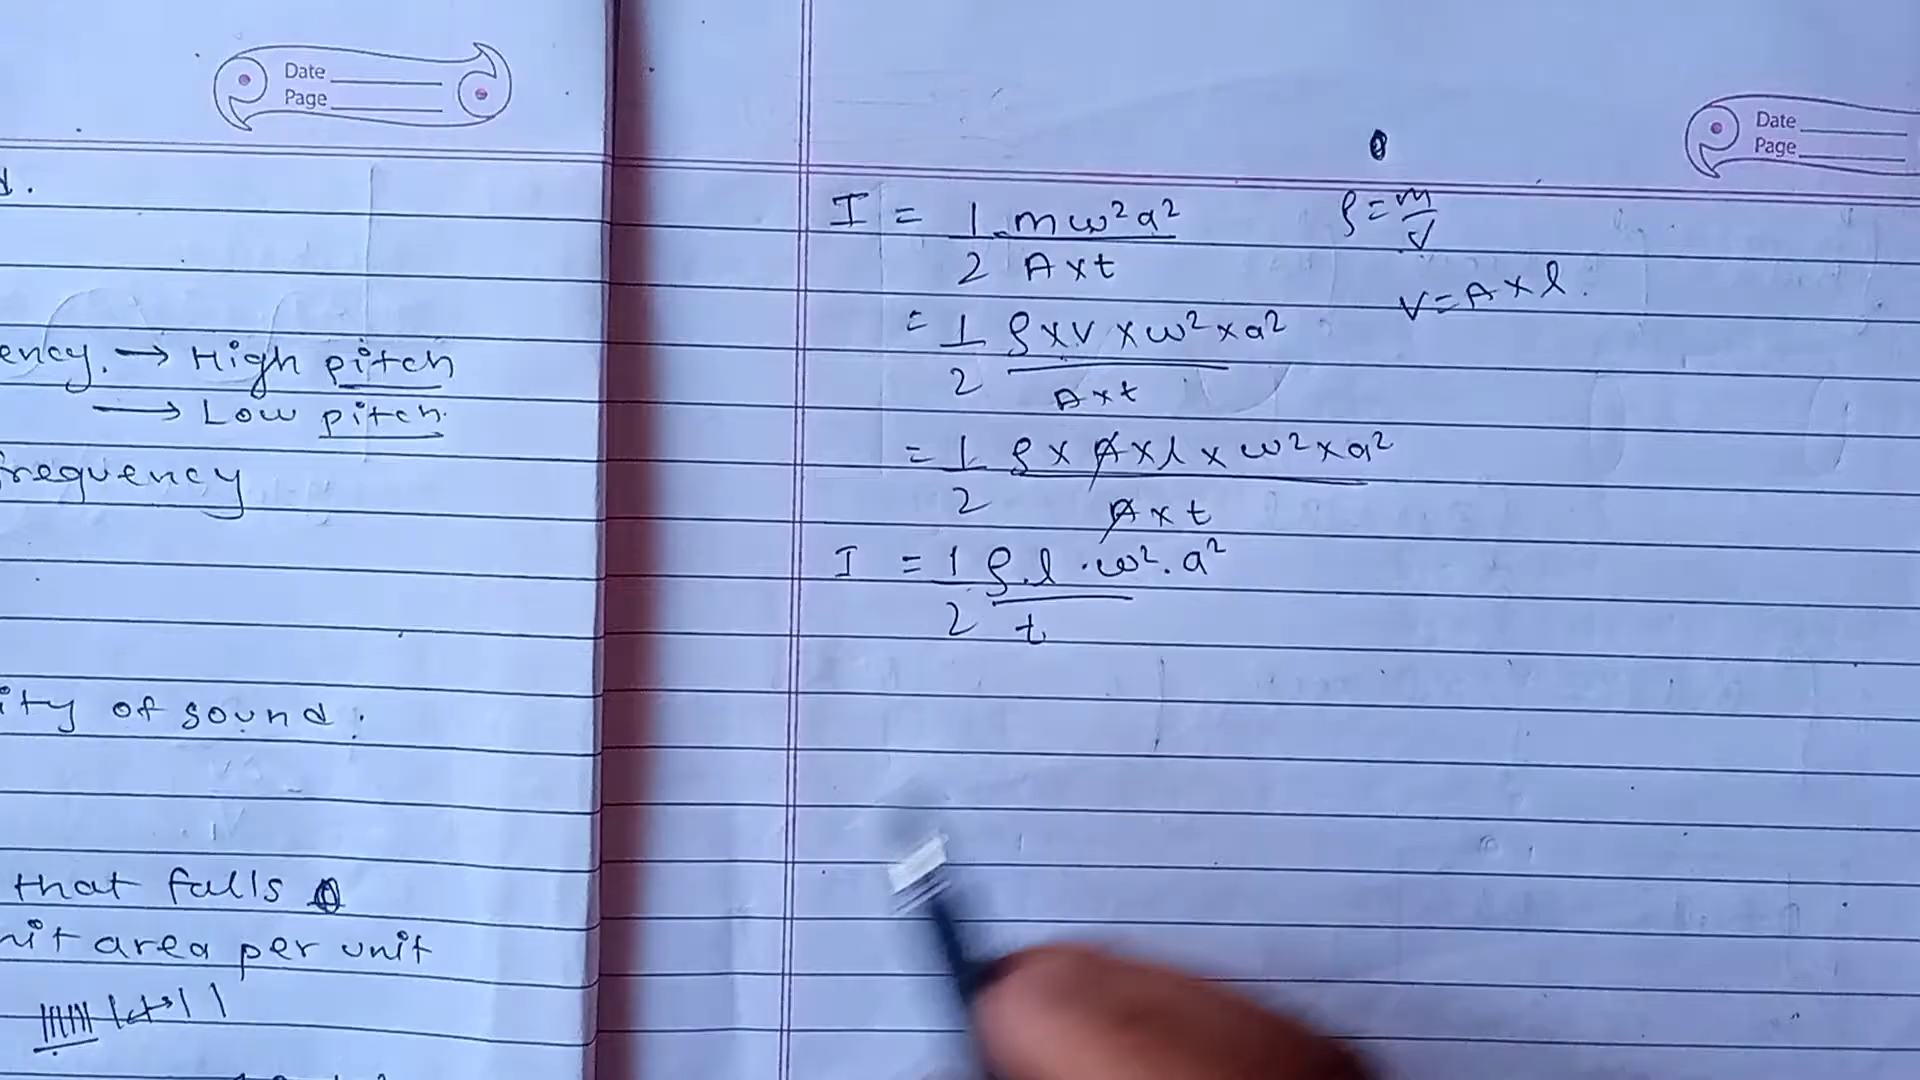 Date
Page
d.
ency. → High pitch
→ Low pitch.
frequency
ity of sound.
that falls
nit area per unit
Date
Page
I = 1/2 mω²a²/A×t
ρ = m/V
V = A×l.
= 1/2 ρ×V×ω²×a²/A×t
= 1/2 ρ×A×l×ω²×a²/A×t
I = 1/2 ρ.l.ω².a²/t